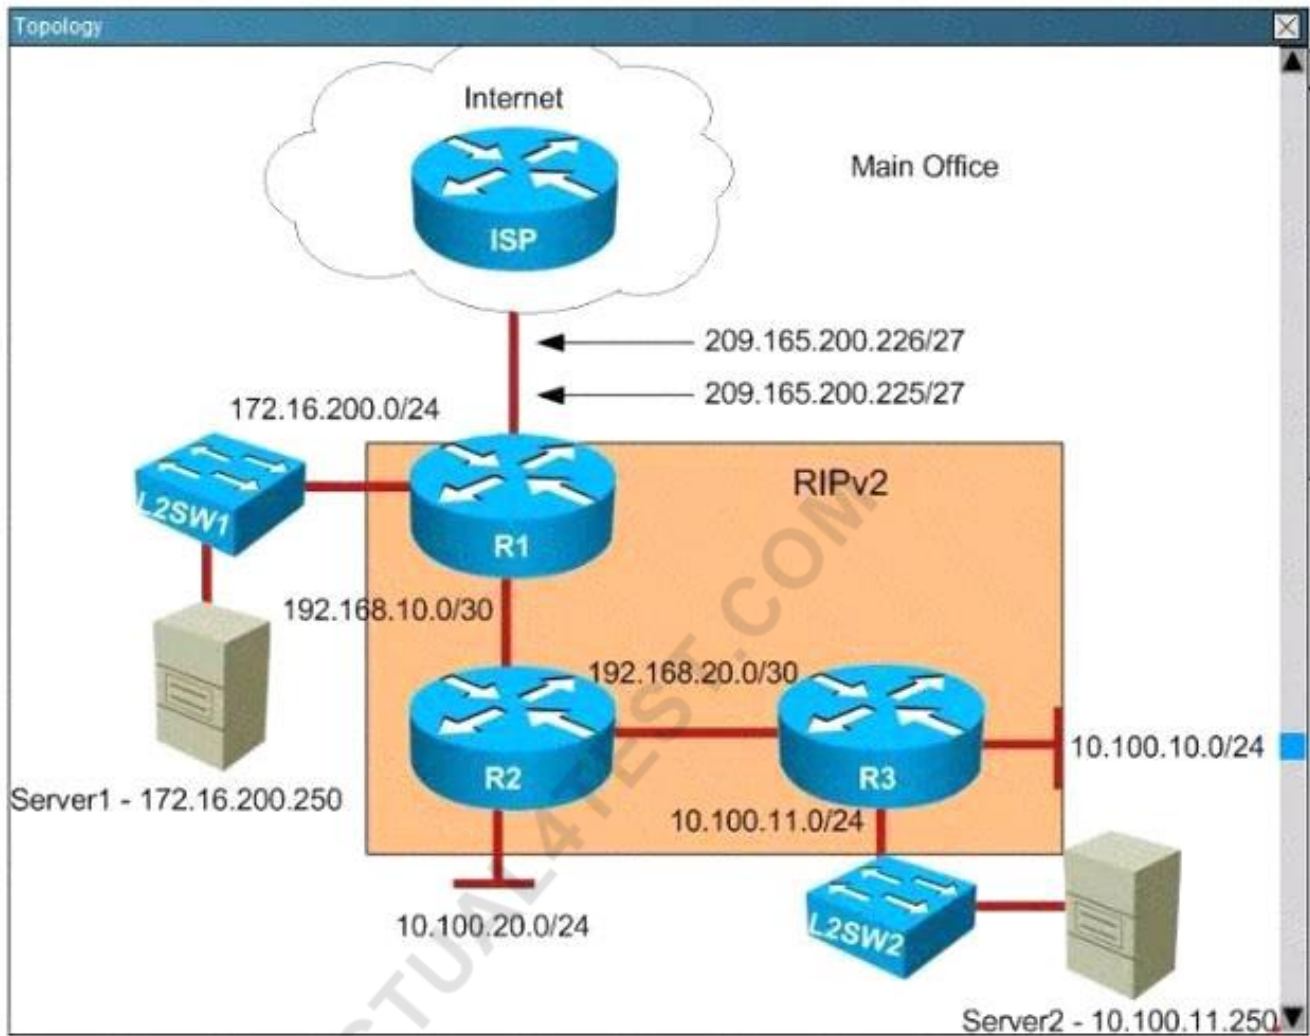 Topology
Internet
Main Office
ISP
209.165.200.226/27
209.165.200.225/27
172.16.200.0/24
RIPv2
L2SW1
R1
192.168.10.0/30
192.168.20.0/30
10.100.10.0/24
R2
R3
Server1 - 172.16.200.250
10.100.11.0/24
10.100.20.0/24
L2SW2
Server2 - 10.100.11.250
CTUAL4TEST.COM